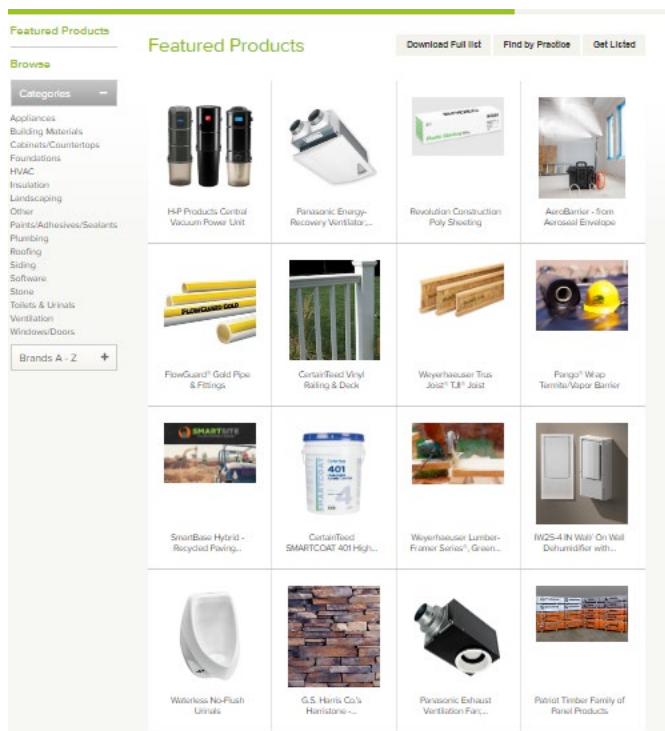 Featured Products
Browse
Categories –
Appliances
Building Materials
Cabinets/Countertops
Foundations
HVAC
Insulation
Landscaping
Other
Paints/Adhesives/Sealants
Plumbing
Roofing
Siding
Software
Stone
Toilets & Urinals
Ventilation
Windows/Doors
Brands A - Z +
Featured Products
Download Full list
Find by Practice
Get Listed
H-P Products Central
Vacuum Power Unit
Panasonic Energy-
Recovery Ventilator;...
Revolution Construction
Poly Sheeting
AeroBarrier - from
Aeroseal Envelope
FLOWGUARD GOLD
FlowGuard® Gold Pipe
& Fittings
CertainTeed Vinyl
Railing & Deck
Weyerhaeuser Trus
Joist® TJI® Joist
Pango® Wrap
Termite/Vapor Barrier
SMARTSITE
SmartBase Hybrid -
Recycled Paving...
CertainTeed
SMARTCOAT
401
4
CertainTeed
SMARTCOAT 401 High...
Weyerhaeuser Lumber-
Framer Series®, Green...
IW25-4 IN Wall/ On Wall
Dehumidifier with...
Waterless No-Flush
Urinals
G.S. Harris Co.'s
Harristone -...
Panasonic Exhaust
Ventilation Fan;...
Patriot Timber Family of
Panel Products